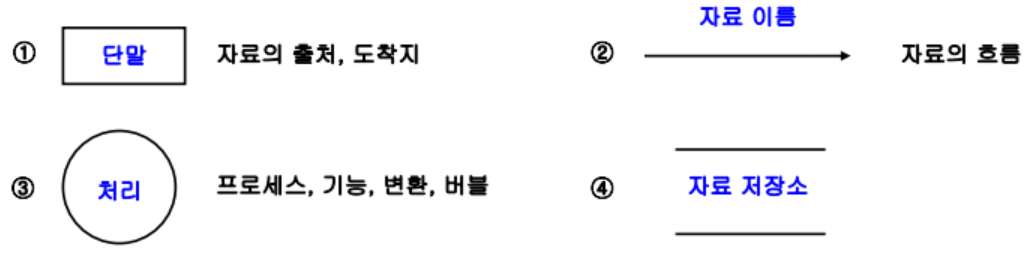 ① 단말 자료의 출처, 도착지
② 자료 이름 자료의 흐름
③ 처리 프로세스, 기능, 변환, 버블
④ 자료 저장소